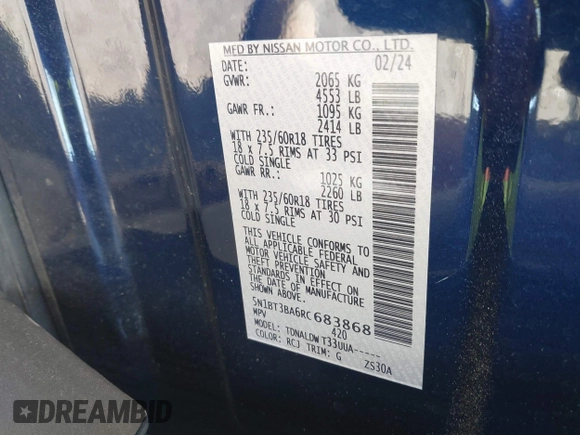 MFD BY NISSAN MOTOR CO., LTD.
DATE: 02/24
GVWR: 2065 KG
4553 LB
GAWR FR.: 1095 KG
2414 LB
WITH 235/60R18 TIRES
18 x 7.5 RIMS AT 33 PSI
COLD SINGLE
GAWR RR.: 1025 KG
2260 LB
WITH 235/60R18 TIRES
18 x 7.5 RIMS AT 30 PSI
COLD SINGLE
THIS VEHICLE CONFORMS TO
ALL APPLICABLE FEDERAL
MOTOR VEHICLE SAFETY AND
THEFT PREVENTION
STANDARDS IN EFFECT ON
THE DATE OF MANUFACTURE
SHOWN ABOVE.
5N1BT3BA6RC683868
MPV 420
MODEL: TDNALDW T33UUA-----
COLOR: RCJ TRIM: G ZS30A
DREAMBID